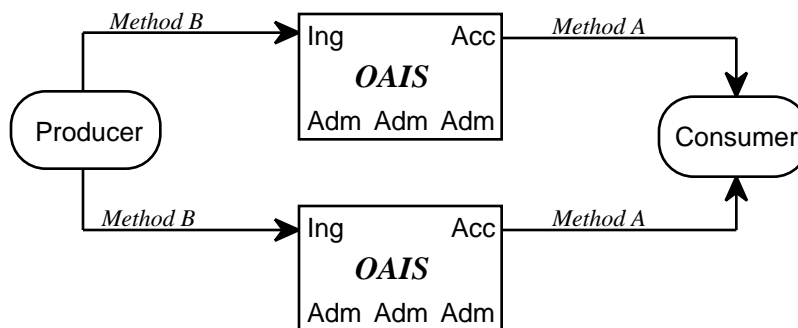 Method B
Method A
Ing Acc
OAIS
Adm Adm Adm
Producer
Consumer
Method B
Method A
Ing Acc
OAIS
Adm Adm Adm